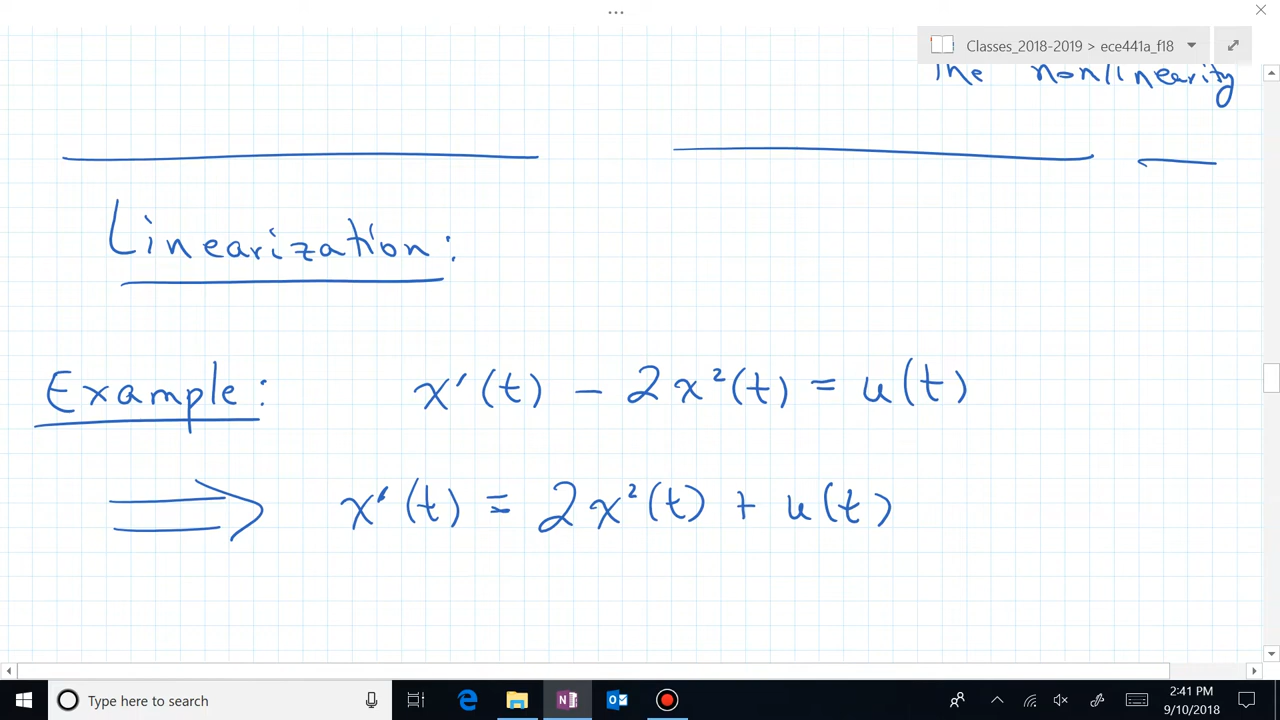 Classes_2018-2019 > ece441a_f18
The nonlinearity
Linearization:
Example: x'(t) - 2x²(t) = u(t)
⟹ x'(t) = 2x²(t) + u(t)
Type here to search
2:41 PM
9/10/2018